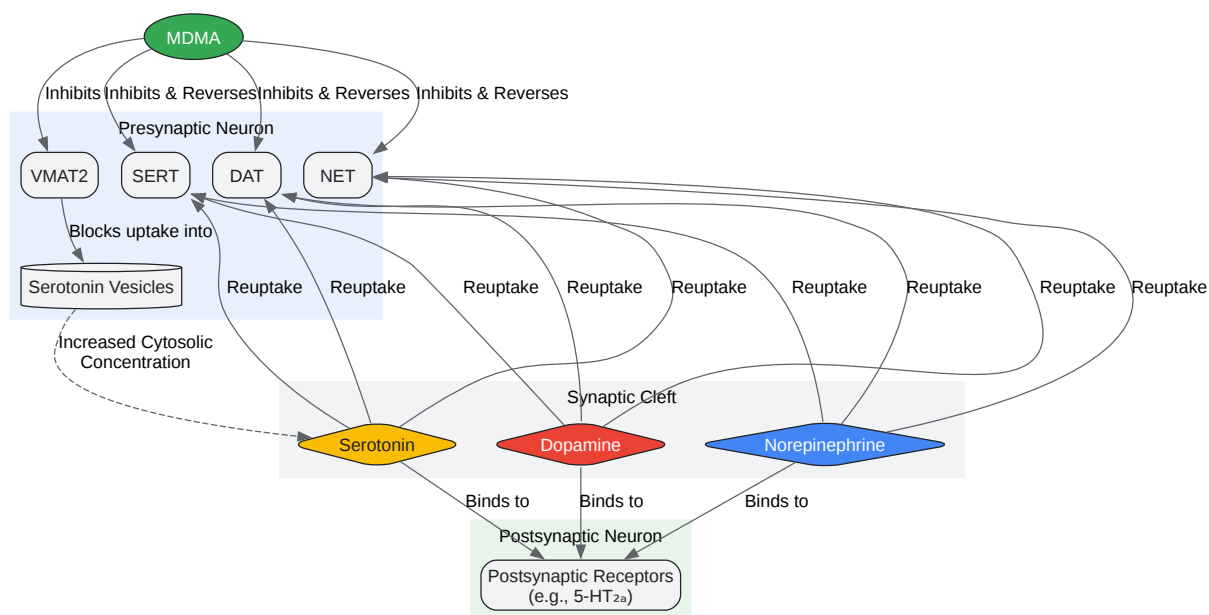 MDMA
Inhibits
Inhibits & Reverses
Inhibits & Reverses
Inhibits & Reverses
Presynaptic Neuron
VMAT2
SERT
DAT
NET
Blocks uptake into
Serotonin Vesicles
Reuptake
Reuptake
Reuptake
Reuptake
Reuptake
Reuptake
Reuptake
Reuptake
Reuptake
Increased Cytosolic
Concentration
Synaptic Cleft
Serotonin
Dopamine
Norepinephrine
Binds to
Binds to
Binds to
Postsynaptic Neuron
Postsynaptic Receptors
(e.g., 5-HT₂ₐ)